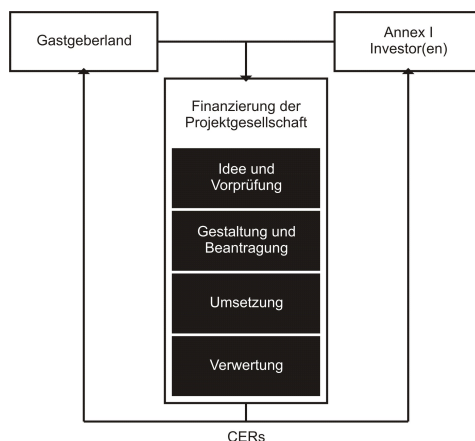 Gastgeberland
Annex I
Investor(en)
Finanzierung der
Projektgesellschaft
Idee und
Vorprüfung
Gestaltung und
Beantragung
Umsetzung
Verwertung
CERs